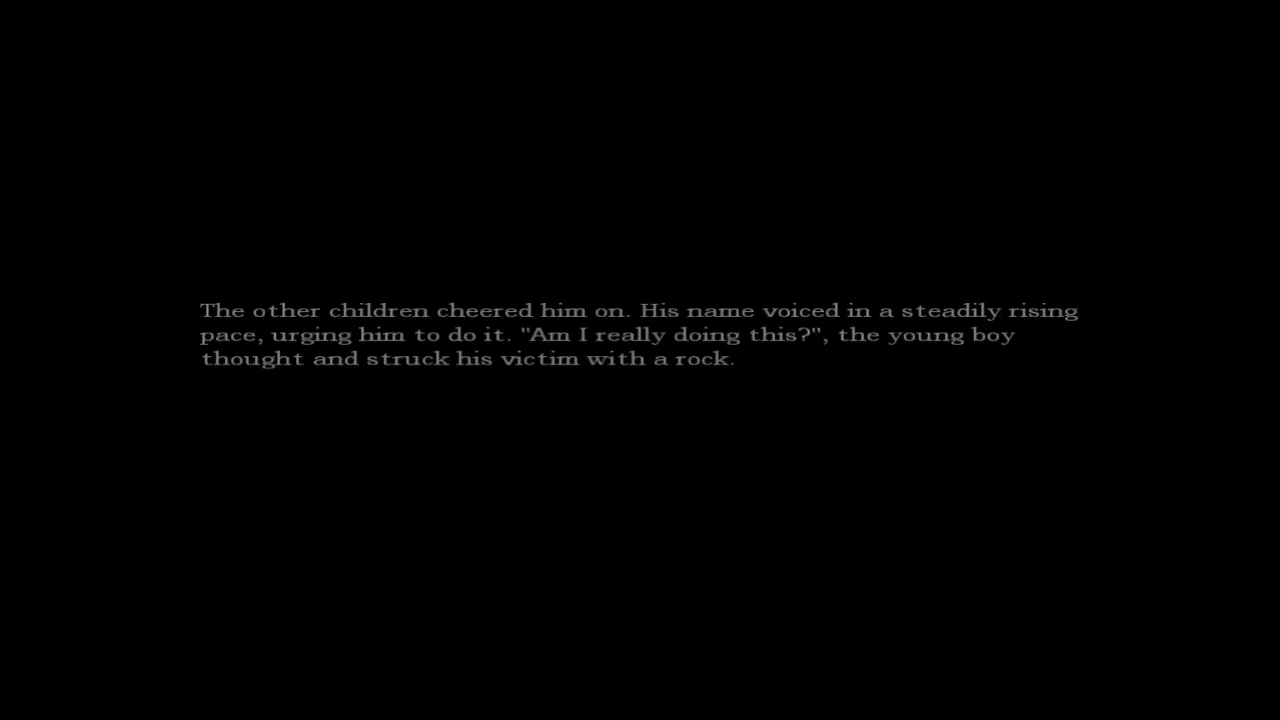 The other children cheered him on. His name voiced in a steadily rising
pace, urging him to do it. "Am I really doing this?", the young boy
thought and struck his victim with a rock.